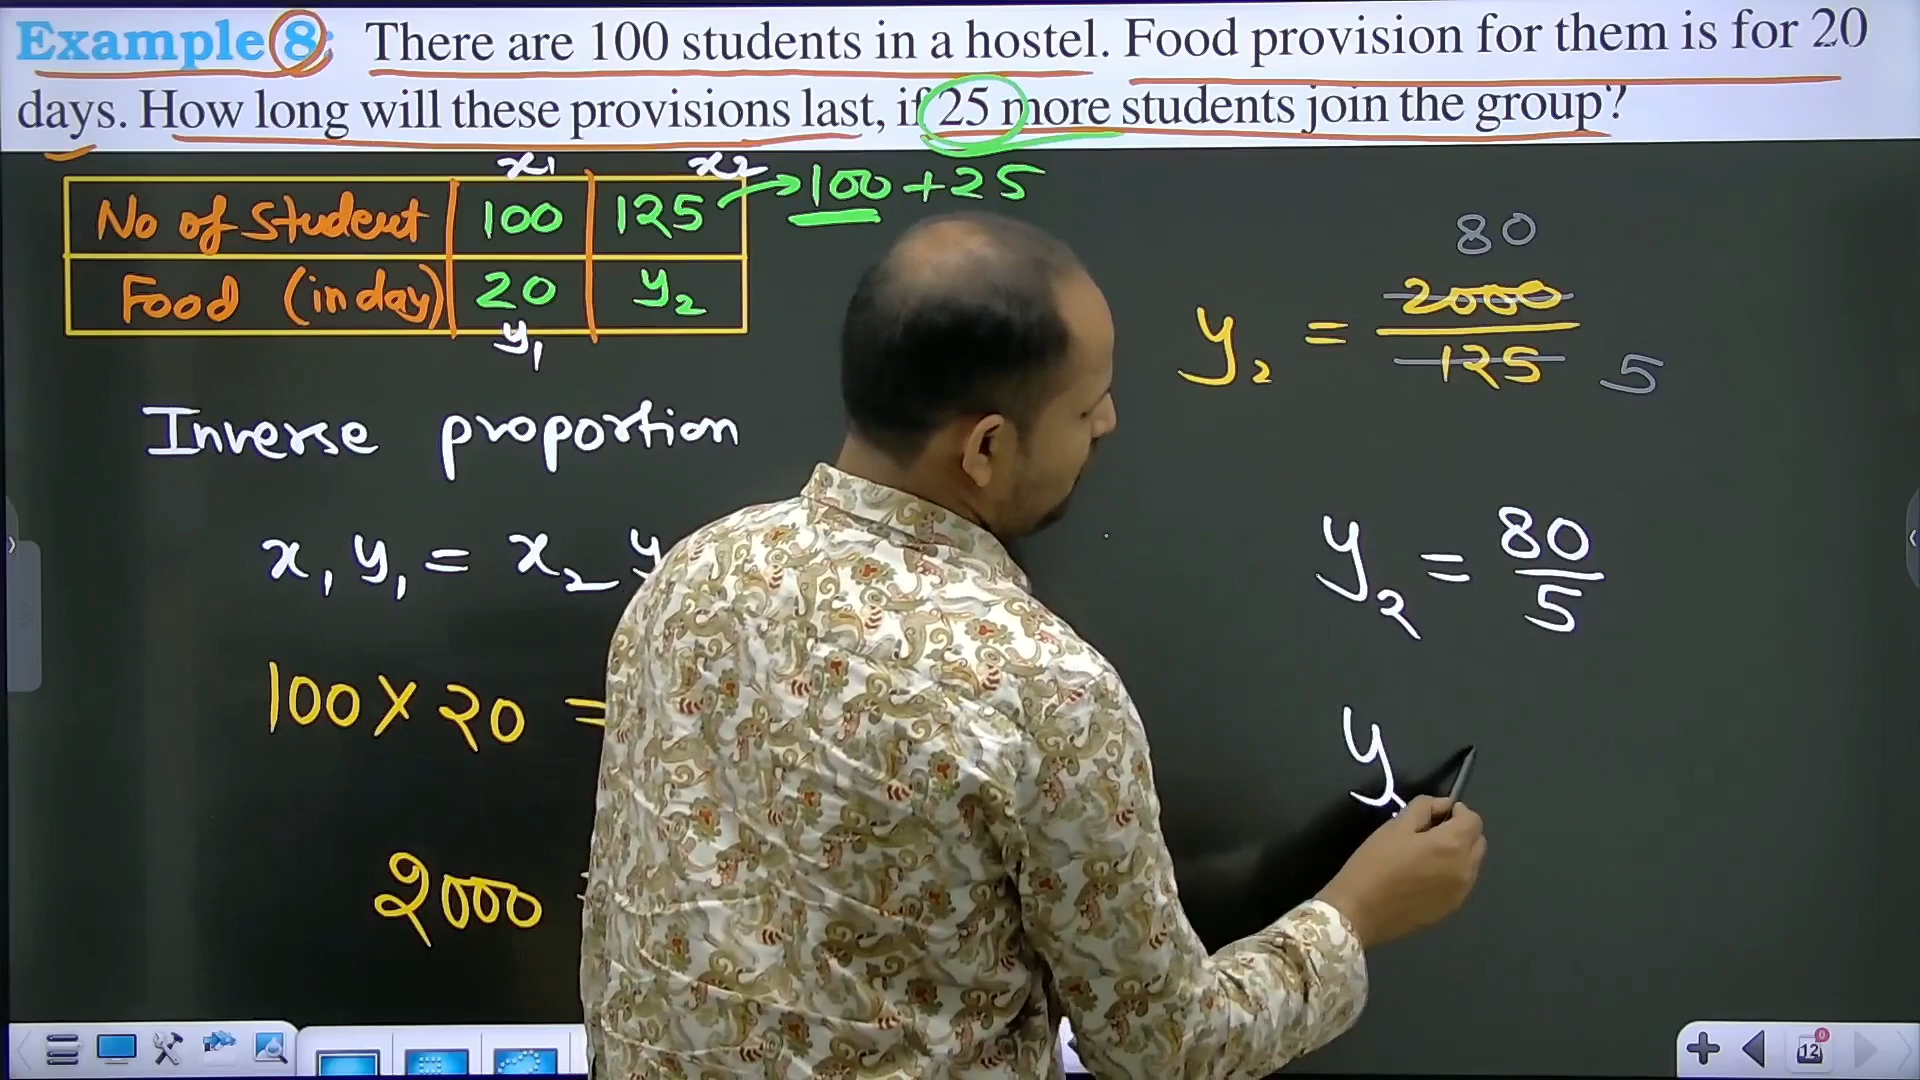 Example 8: There are 100 students in a hostel. Food provision for them is for 20
days. How long will these provisions last, if 25 more students join the group?
x1 x2
No of Student 100 125 → 100 + 25
Food (in day) 20 y2
y1
Inverse proportion
x1 y1 = x2 y
100 × 20 =
2000
80
y2 = 2000/125 5
y2 = 80/5
y
12